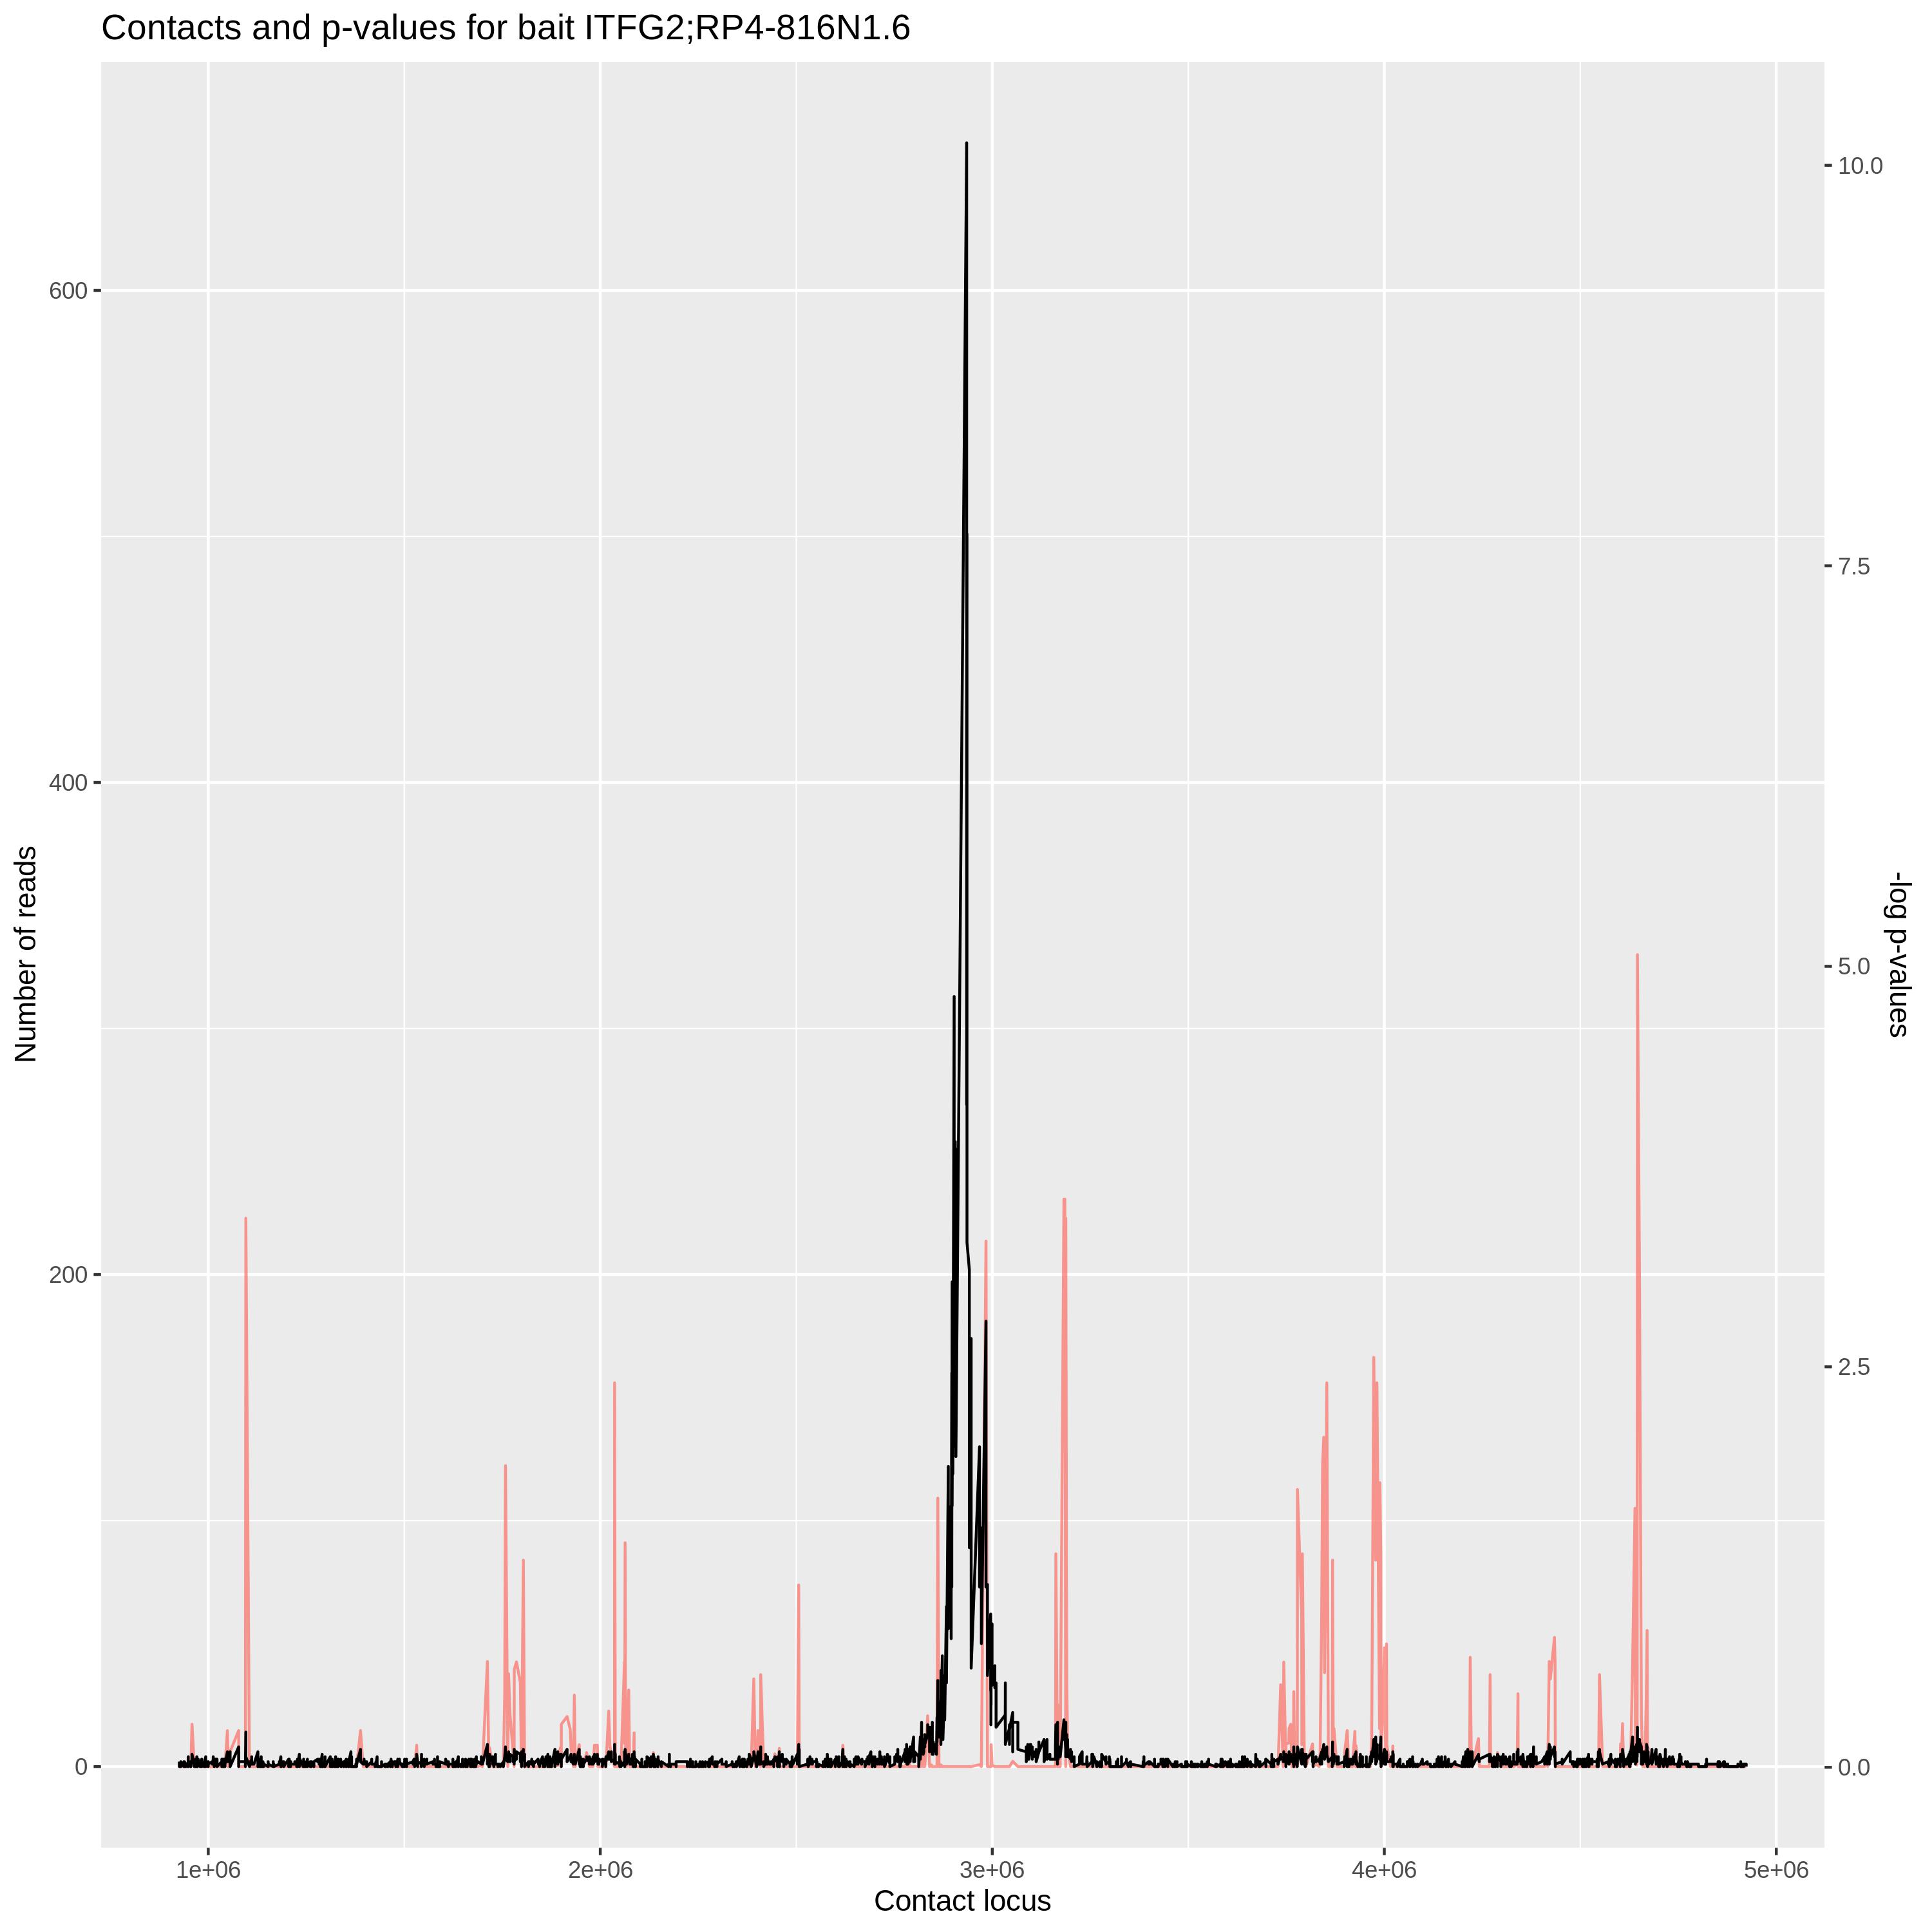 Contacts and p-values for bait ITFG2;RP4-816N1.6
600
400
200
0
Number of reads
10.0
7.5
5.0
2.5
0.0
-log p-values
1e+06
2e+06
3e+06
4e+06
5e+06
Contact locus